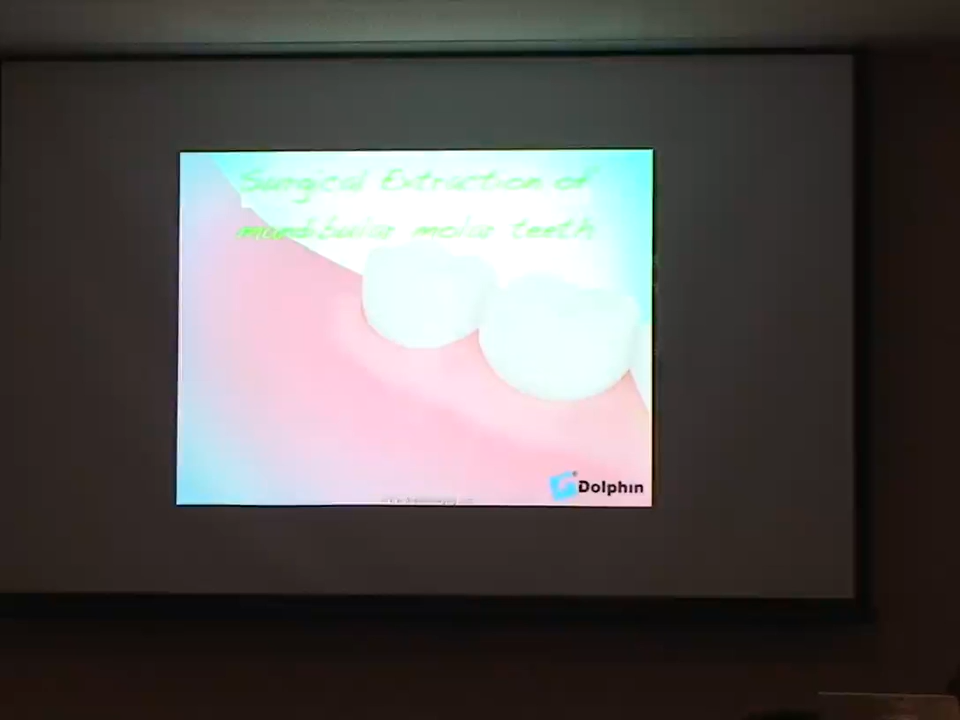 Surgical Extraction of
mandibular molar teeth
Dolphin